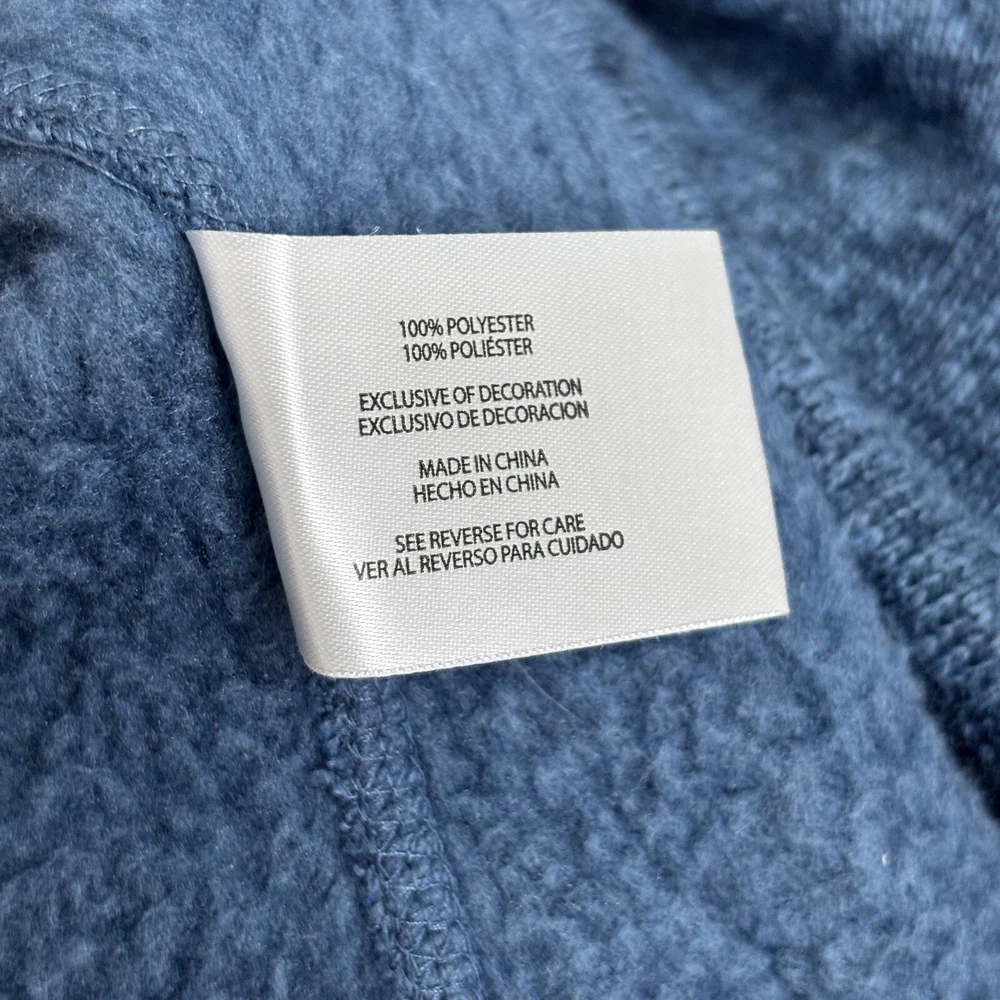 100% POLYESTER
100% POLIÉSTER
EXCLUSIVE OF DECORATION
EXCLUSIVO DE DECORACION
MADE IN CHINA
HECHO EN CHINA
SEE REVERSE FOR CARE
VER AL REVERSO PARA CUIDADO